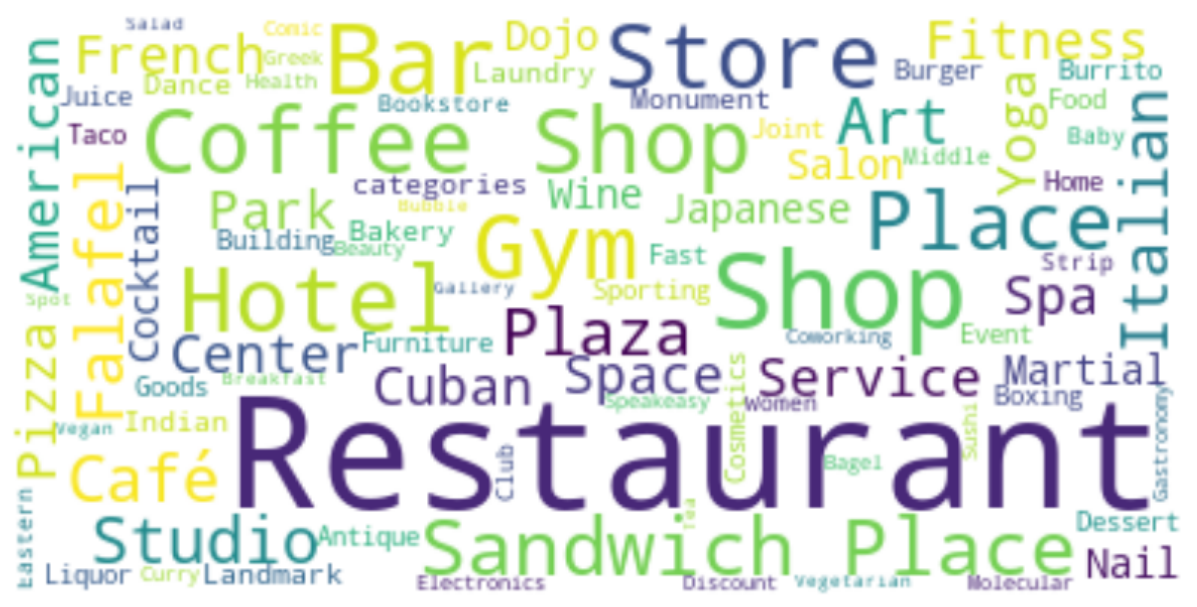 Salad
Comic
French
Bar
Dojo
Store
Fitness
American
Greek
Dance
Health
Laundry
Burger
Burrito
Juice
Bookstore
Monument
Yoga
Food
Italian
Taco
Coffee Shop
Joint
Art
Baby
Falafel
Cocktail
categories
Wine
Salon
Middle
Home
Park
Bubble
Japanese
Place
Building
Beauty
Bakery
Gym
Fast
Shop
Strip
Spot
Hotel
Gallery
Sporting
Spa
Pizza
Plaza
Coworking
Event
Center
Furniture
Goods
Breakfast
Cuban
Space
Cosmetics
Service
Martial
Speakeasy
Women
Boxing
Vegan
Indian
Restaurant
Sushi
Gastronomy
Café
Club
Bagel
Eastern
Studio
Antique
Sandwich Place
Tea
Dessert
Nail
Liquor
Curry
Landmark
Electronics
Discount
Vegetarian
Molecular